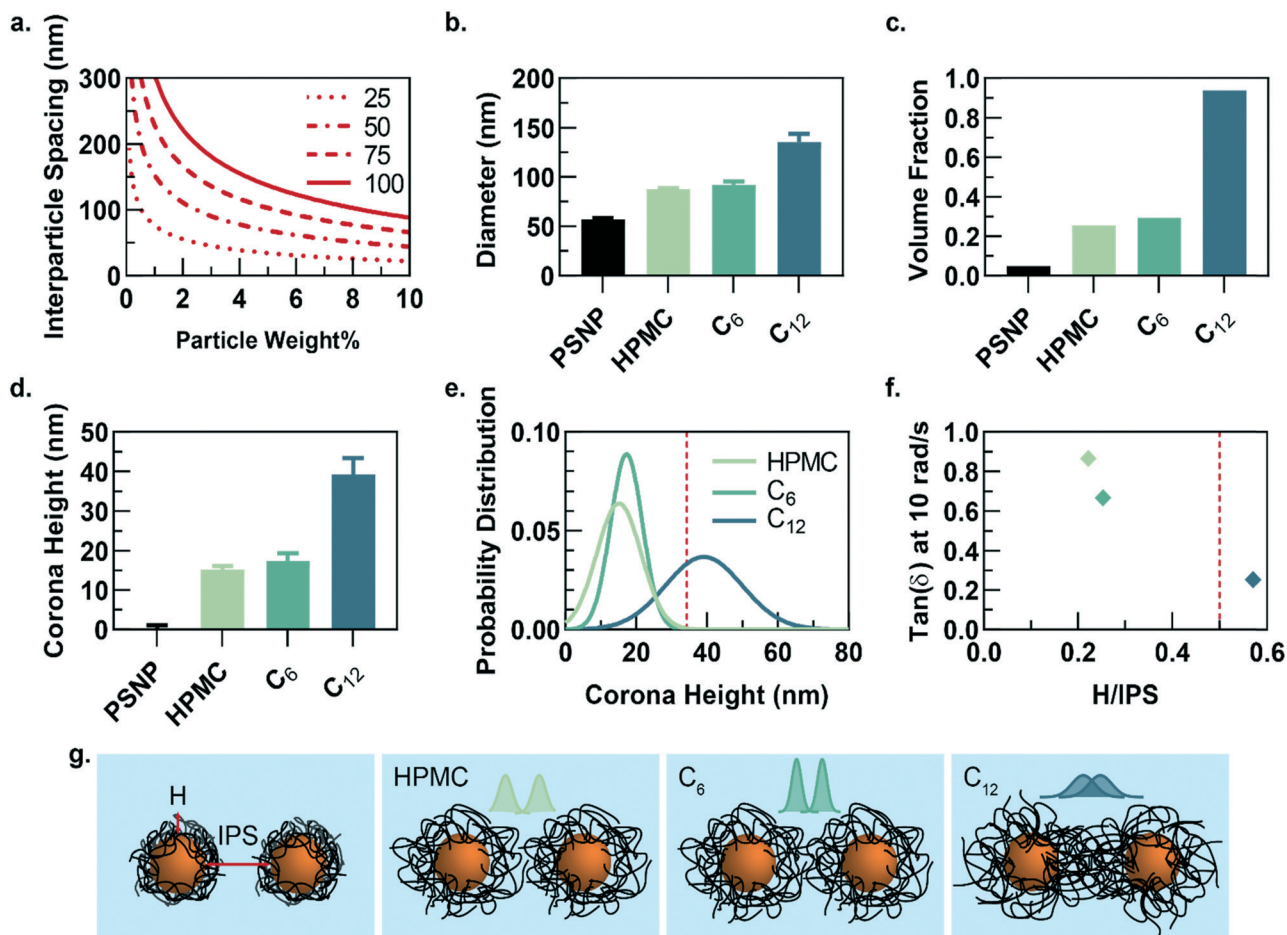 a.
Interparticle Spacing (nm)
300
200
100
0
25
50
75
100
0 2 4 6 8 10
Particle Weight%
b.
Diameter (nm)
200
150
100
50
0
PSNP
HPMC
C6
C12
c.
Volume Fraction
1.0
0.8
0.6
0.4
0.2
0.0
PSNP
HPMC
C6
C12
d.
Corona Height (nm)
50
40
30
20
10
0
PSNP
HPMC
C6
C12
e.
Probability Distribution
0.10
0.05
0.00
HPMC
C6
C12
0 20 40 60 80
Corona Height (nm)
f.
Tan(δ) at 10 rad/s
1.0
0.8
0.6
0.4
0.2
0.0
0.0 0.2 0.4 0.6
H/IPS
g.
H
IPS
HPMC
C6
C12